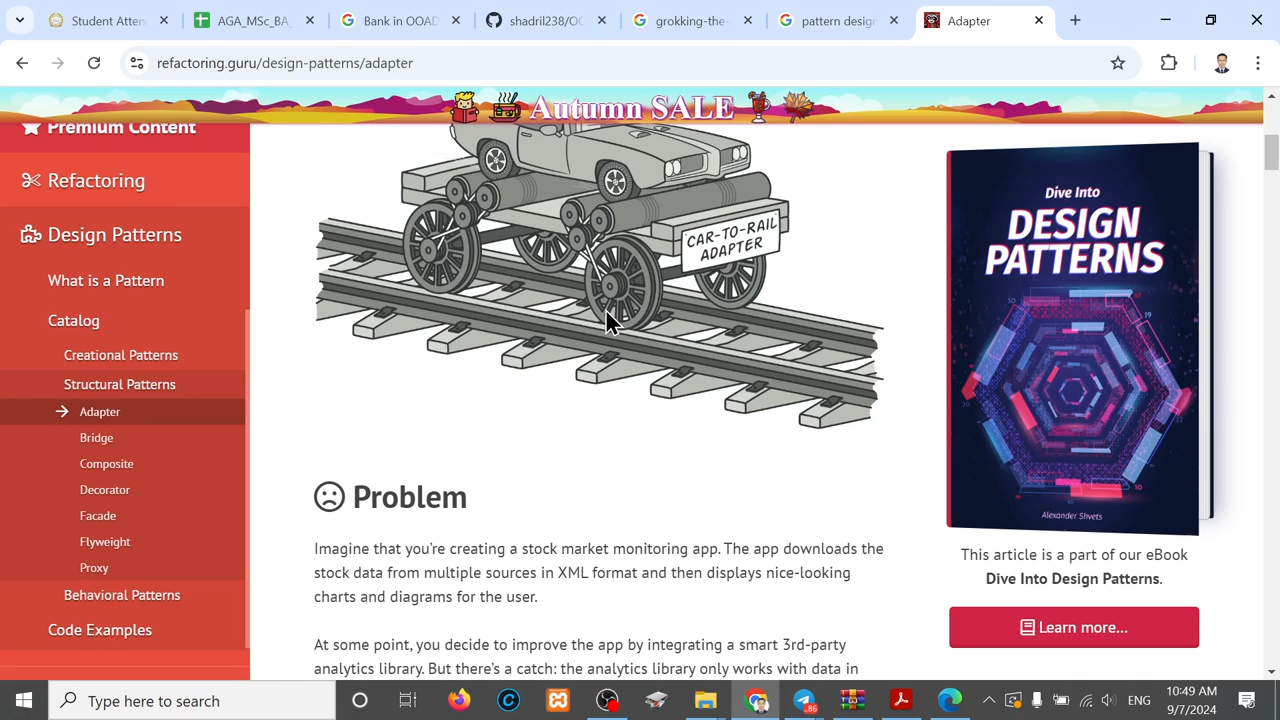 Student Atten
AGA_MSc_BA
Bank in OOAD
shadril238/OO
grokking-the-
pattern desig
Adapter
refactoring.guru/design-patterns/adapter
Autumn SALE
Premium Content
Refactoring
Design Patterns
What is a Pattern
Catalog
Creational Patterns
Structural Patterns
Adapter
Bridge
Composite
Decorator
Facade
Flyweight
Proxy
Behavioral Patterns
Code Examples
CAR-TO-RAIL
ADAPTER
Problem
Imagine that you're creating a stock market monitoring app. The app downloads the
stock data from multiple sources in XML format and then displays nice-looking
charts and diagrams for the user.
At some point, you decide to improve the app by integrating a smart 3rd-party
analytics library. But there's a catch: the analytics library only works with data in
Dive Into
DESIGN
PATTERNS
Alexander Shvets
This article is a part of our eBook
Dive Into Design Patterns.
Learn more...
Type here to search
86
ENG
10:49 AM
9/7/2024